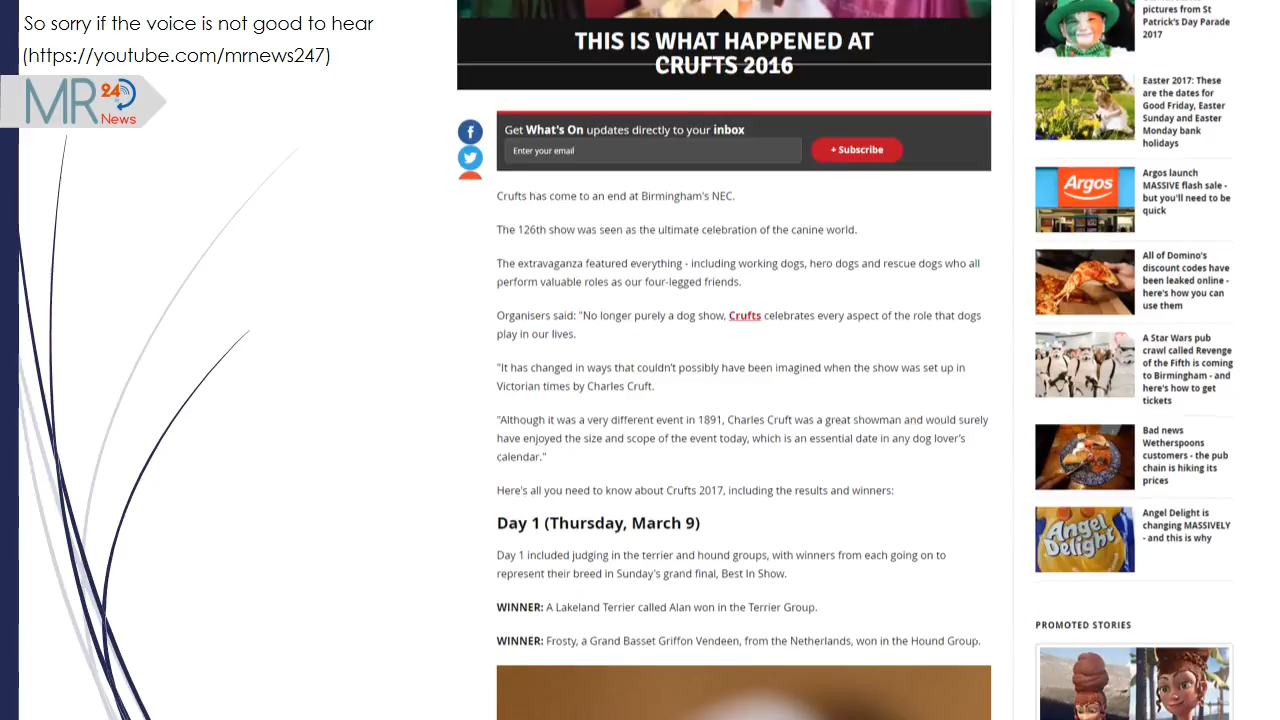 So sorry if the voice is not good to hear
(https://youtube.com/mrnews247)
MR 24
News
THIS IS WHAT HAPPENED AT
CRUFTS 2016
Get What's On updates directly to your inbox
Enter your email
+ Subscribe
Crufts has come to an end at Birmingham's NEC.
The 126th show was seen as the ultimate celebration of the canine world.
The extravaganza featured everything - including working dogs, hero dogs and rescue dogs who all
perform valuable roles as our four-legged friends.
Organisers said: "No longer purely a dog show, Crufts celebrates every aspect of the role that dogs
play in our lives.
"It has changed in ways that couldn't possibly have been imagined when the show was set up in
Victorian times by Charles Cruft.
"Although it was a very different event in 1891, Charles Cruft was a great showman and would surely
have enjoyed the size and scope of the event today, which is an essential date in any dog lover's
calendar."
Here's all you need to know about Crufts 2017, including the results and winners:
Day 1 (Thursday, March 9)
Day 1 included judging in the terrier and hound groups, with winners from each going on to
represent their breed in Sunday's grand final, Best In Show.
WINNER: A Lakeland Terrier called Alan won in the Terrier Group.
WINNER: Frosty, a Grand Basset Griffon Vendeen, from the Netherlands, won in the Hound Group.
pictures from St
Patrick's Day Parade
2017
Easter 2017: These
are the dates for
Good Friday, Easter
Sunday and Easter
Monday bank
holidays
Argos
Argos launch
MASSIVE flash sale -
but you'll need to be
quick
All of Domino's
discount codes have
been leaked online -
here's how you can
use them
A Star Wars pub
crawl called Revenge
of the Fifth is coming
to Birmingham - and
here's how to get
tickets
Bad news
Wetherspoons
customers - the pub
chain is hiking its
prices
Angel Delight
Angel Delight is
changing MASSIVELY
- and this is why
PROMOTED STORIES